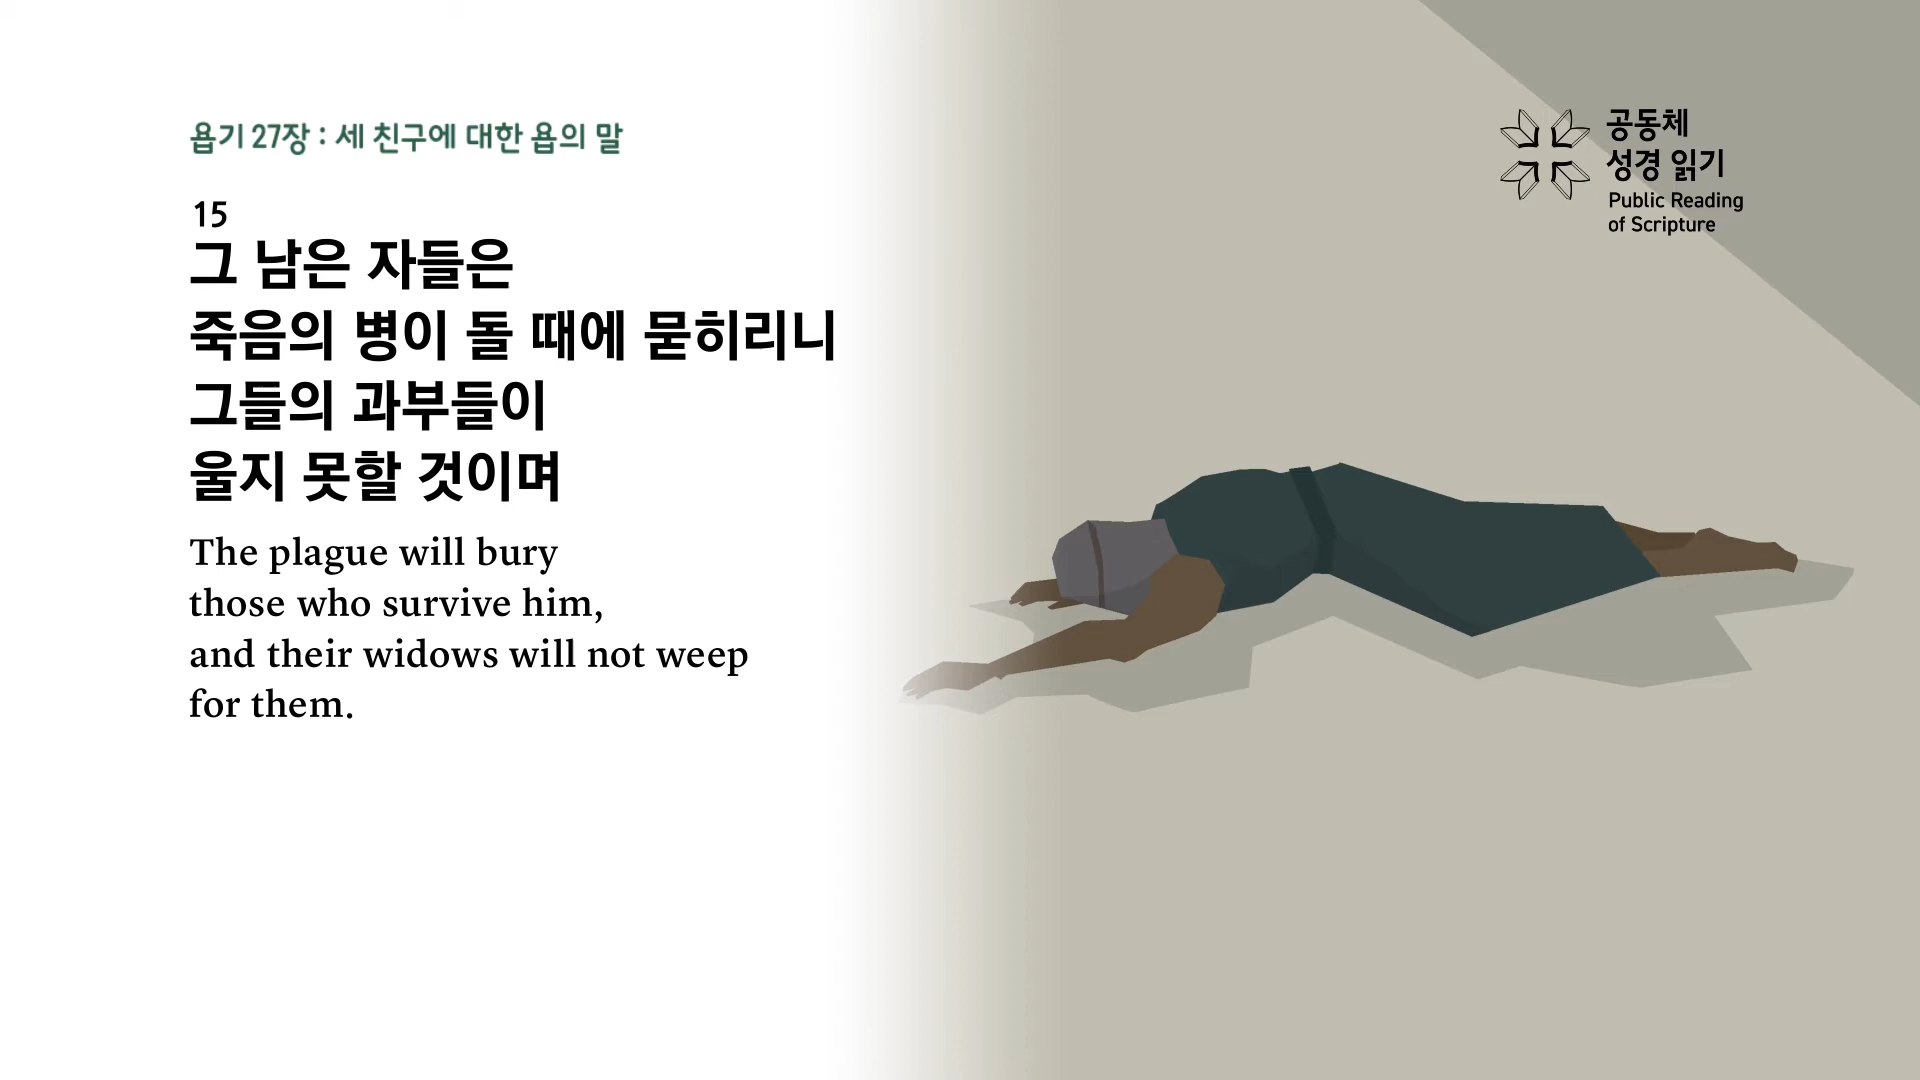 욥기 27장 : 세 친구에 대한 욥의 말
15
그 남은 자들은
죽음의 병이 돌 때에 묻히리니
그들의 과부들이
울지 못할 것이며
The plague will bury
those who survive him,
and their widows will not weep
for them.
공동체
성경 읽기
Public Reading
of Scripture